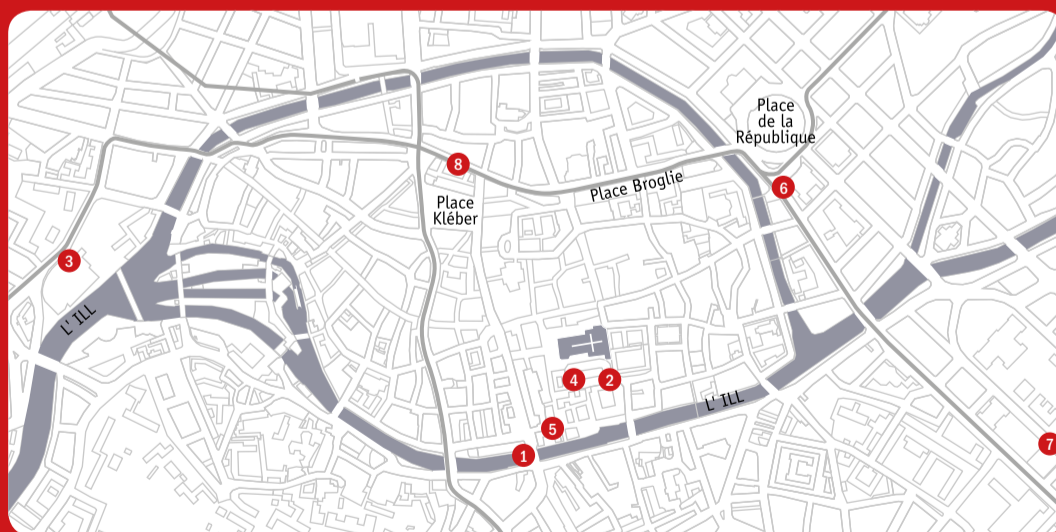 Place
de la
République
8
Place Broglie
6
Place
Kléber
3
L' ILL
4
2
L' ILL
5
1
7